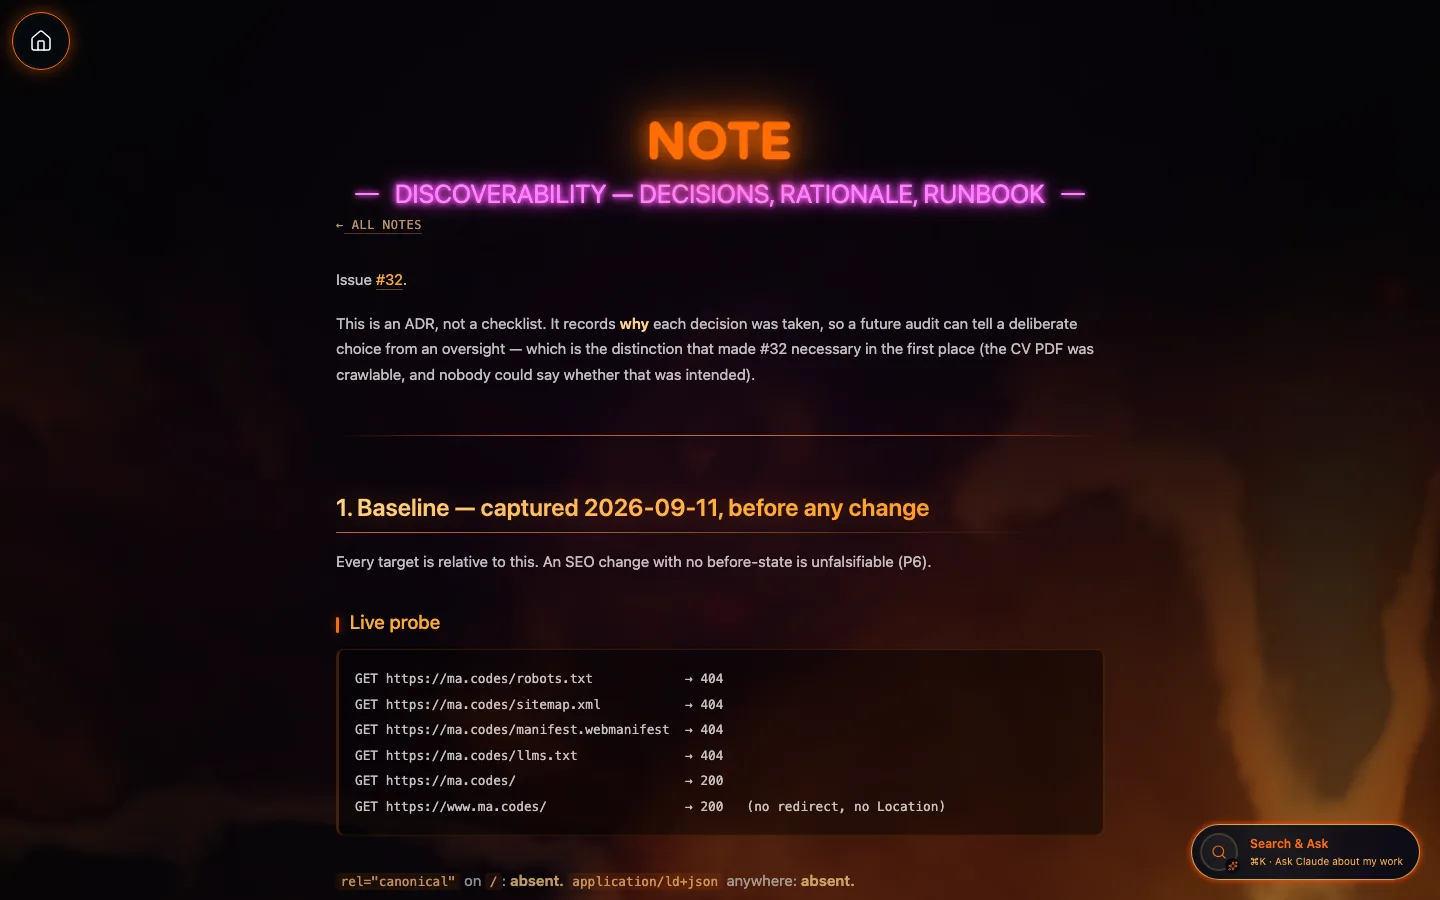 NOTE
— DISCOVERABILITY — DECISIONS, RATIONALE, RUNBOOK —
← ALL NOTES
Issue #32.
This is an ADR, not a checklist. It records why each decision was taken, so a future audit can tell a deliberate
choice from an oversight — which is the distinction that made #32 necessary in the first place (the CV PDF was
crawlable, and nobody could say whether that was intended).
1. Baseline — captured 2026-09-11, before any change
Every target is relative to this. An SEO change with no before-state is unfalsifiable (P6).
Live probe
GET https://ma.codes/robots.txt → 404
GET https://ma.codes/sitemap.xml → 404
GET https://ma.codes/manifest.webmanifest → 404
GET https://ma.codes/llms.txt → 404
GET https://ma.codes/ → 200
GET https://www.ma.codes/ → 200 (no redirect, no Location)
rel="canonical" on / : absent. application/ld+json anywhere: absent.
Search & Ask
⌘K · Ask Claude about my work